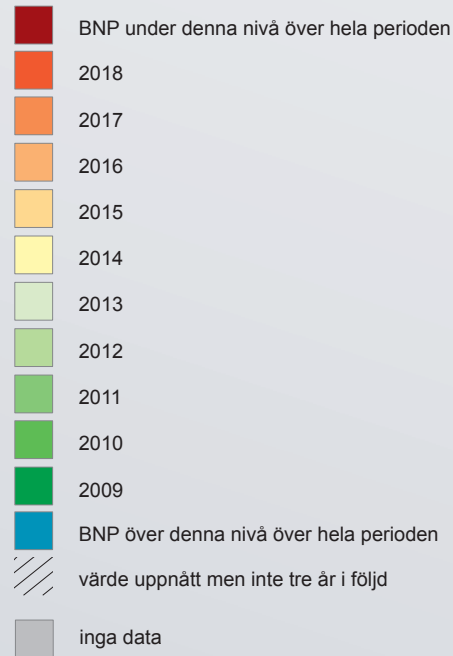 BNP under denna nivå över hela perioden
2018
2017
2016
2015
2014
2013
2012
2011
2010
2009
BNP över denna nivå över hela perioden
värde uppnått men inte tre år i följd
inga data